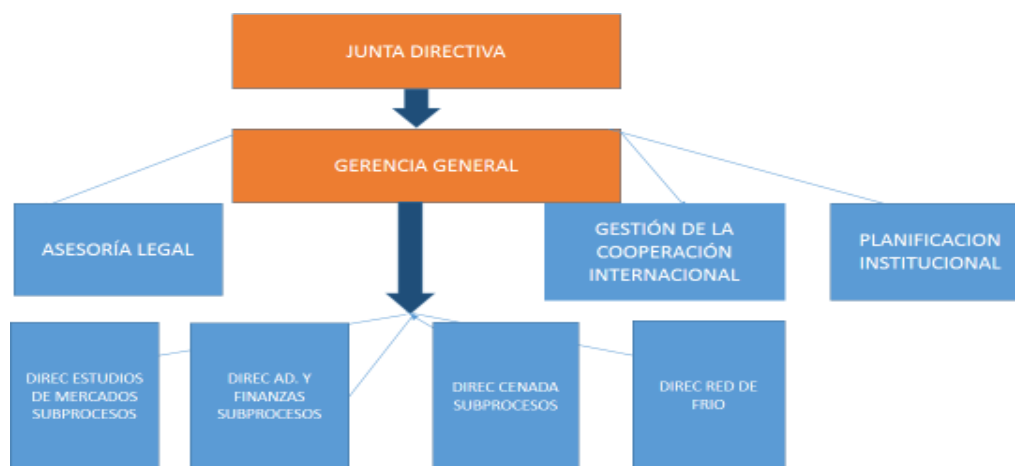 JUNTA DIRECTIVA
GERENCIA GENERAL
ASESORÍA LEGAL
GESTIÓN DE LA
COOPERACIÓN
INTERNACIONAL
PLANIFICACION
INSTITUCIONAL
DIREC ESTUDIOS
DE MERCADOS
SUBPROCESOS
DIREC AD. Y
FINANZAS
SUBPROCESOS
DIREC CENADA
SUBPROCESOS
DIREC RED DE
FRIO